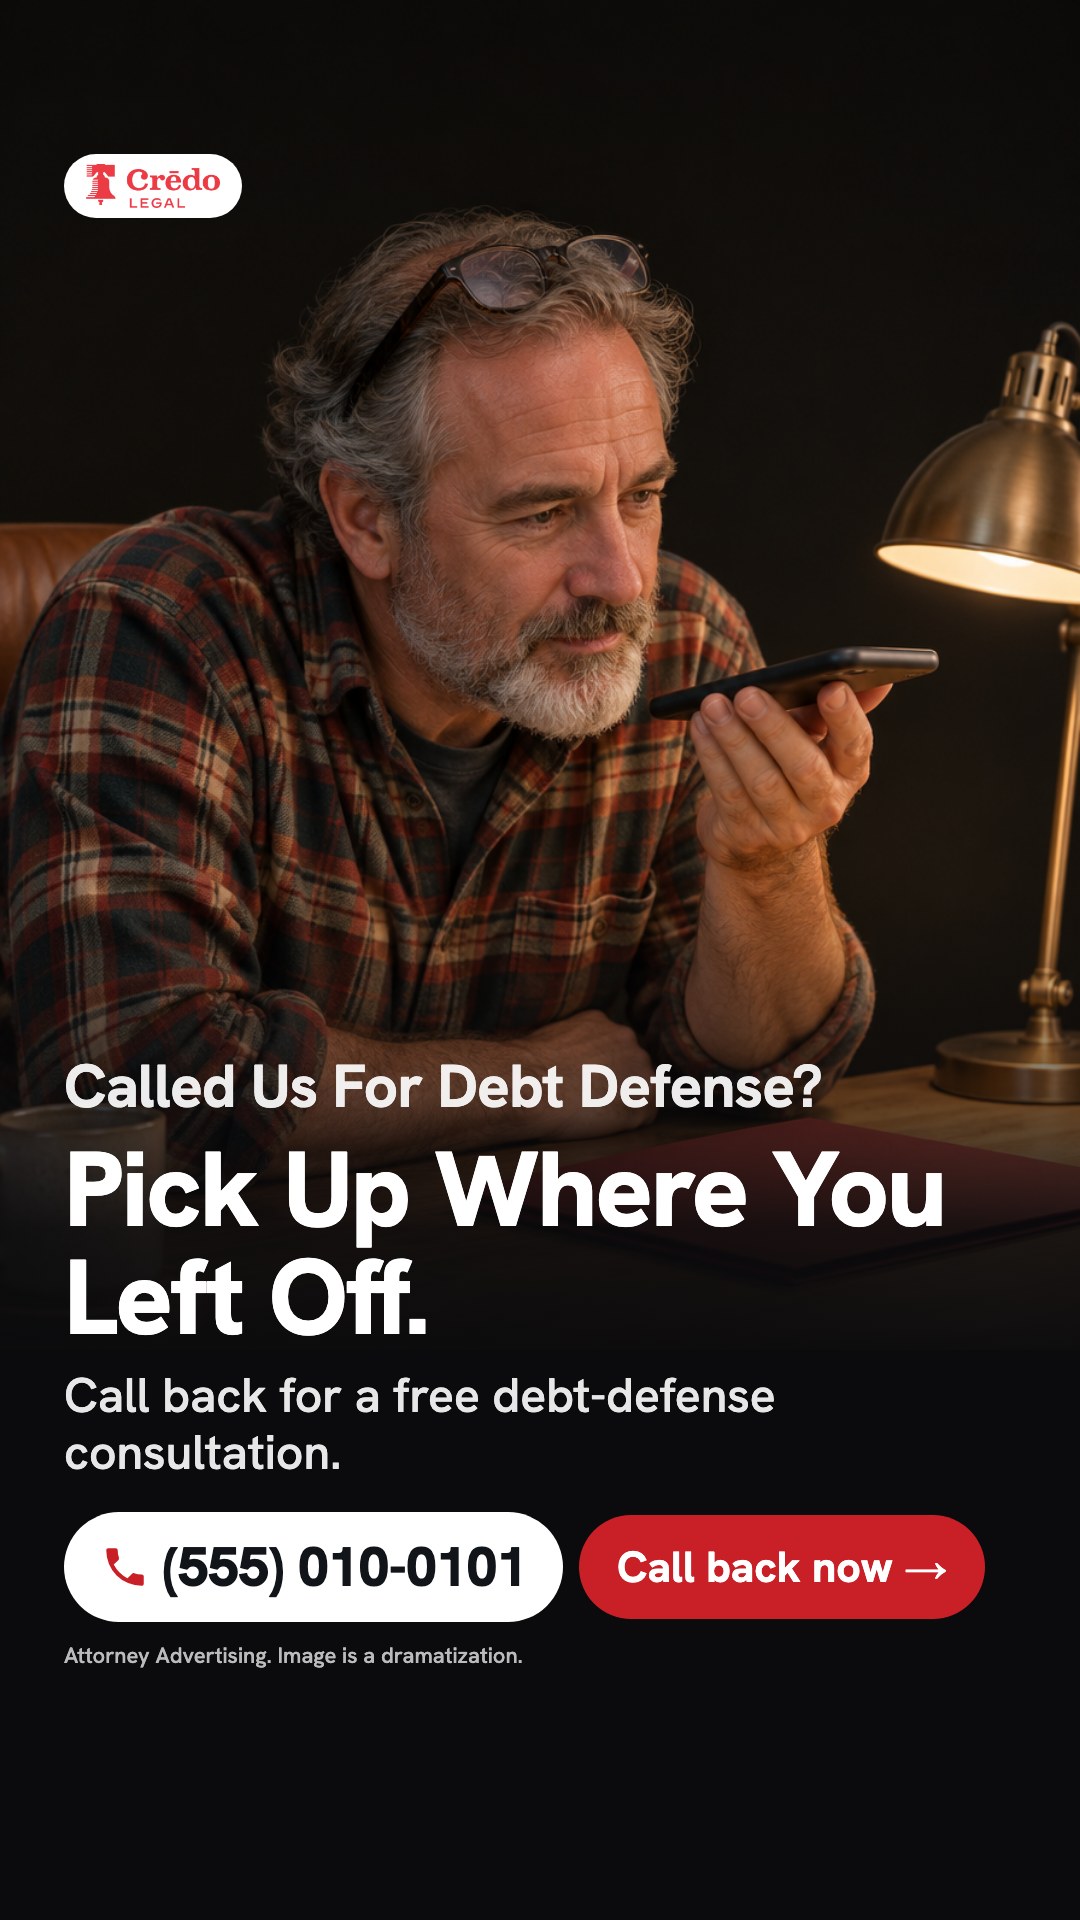 Crēdo
LEGAL
Called Us For Debt Defense?
Pick Up Where You
Left Off.
Call back for a free debt-defense
consultation.
(555) 010-0101
Call back now →
Attorney Advertising. Image is a dramatization.